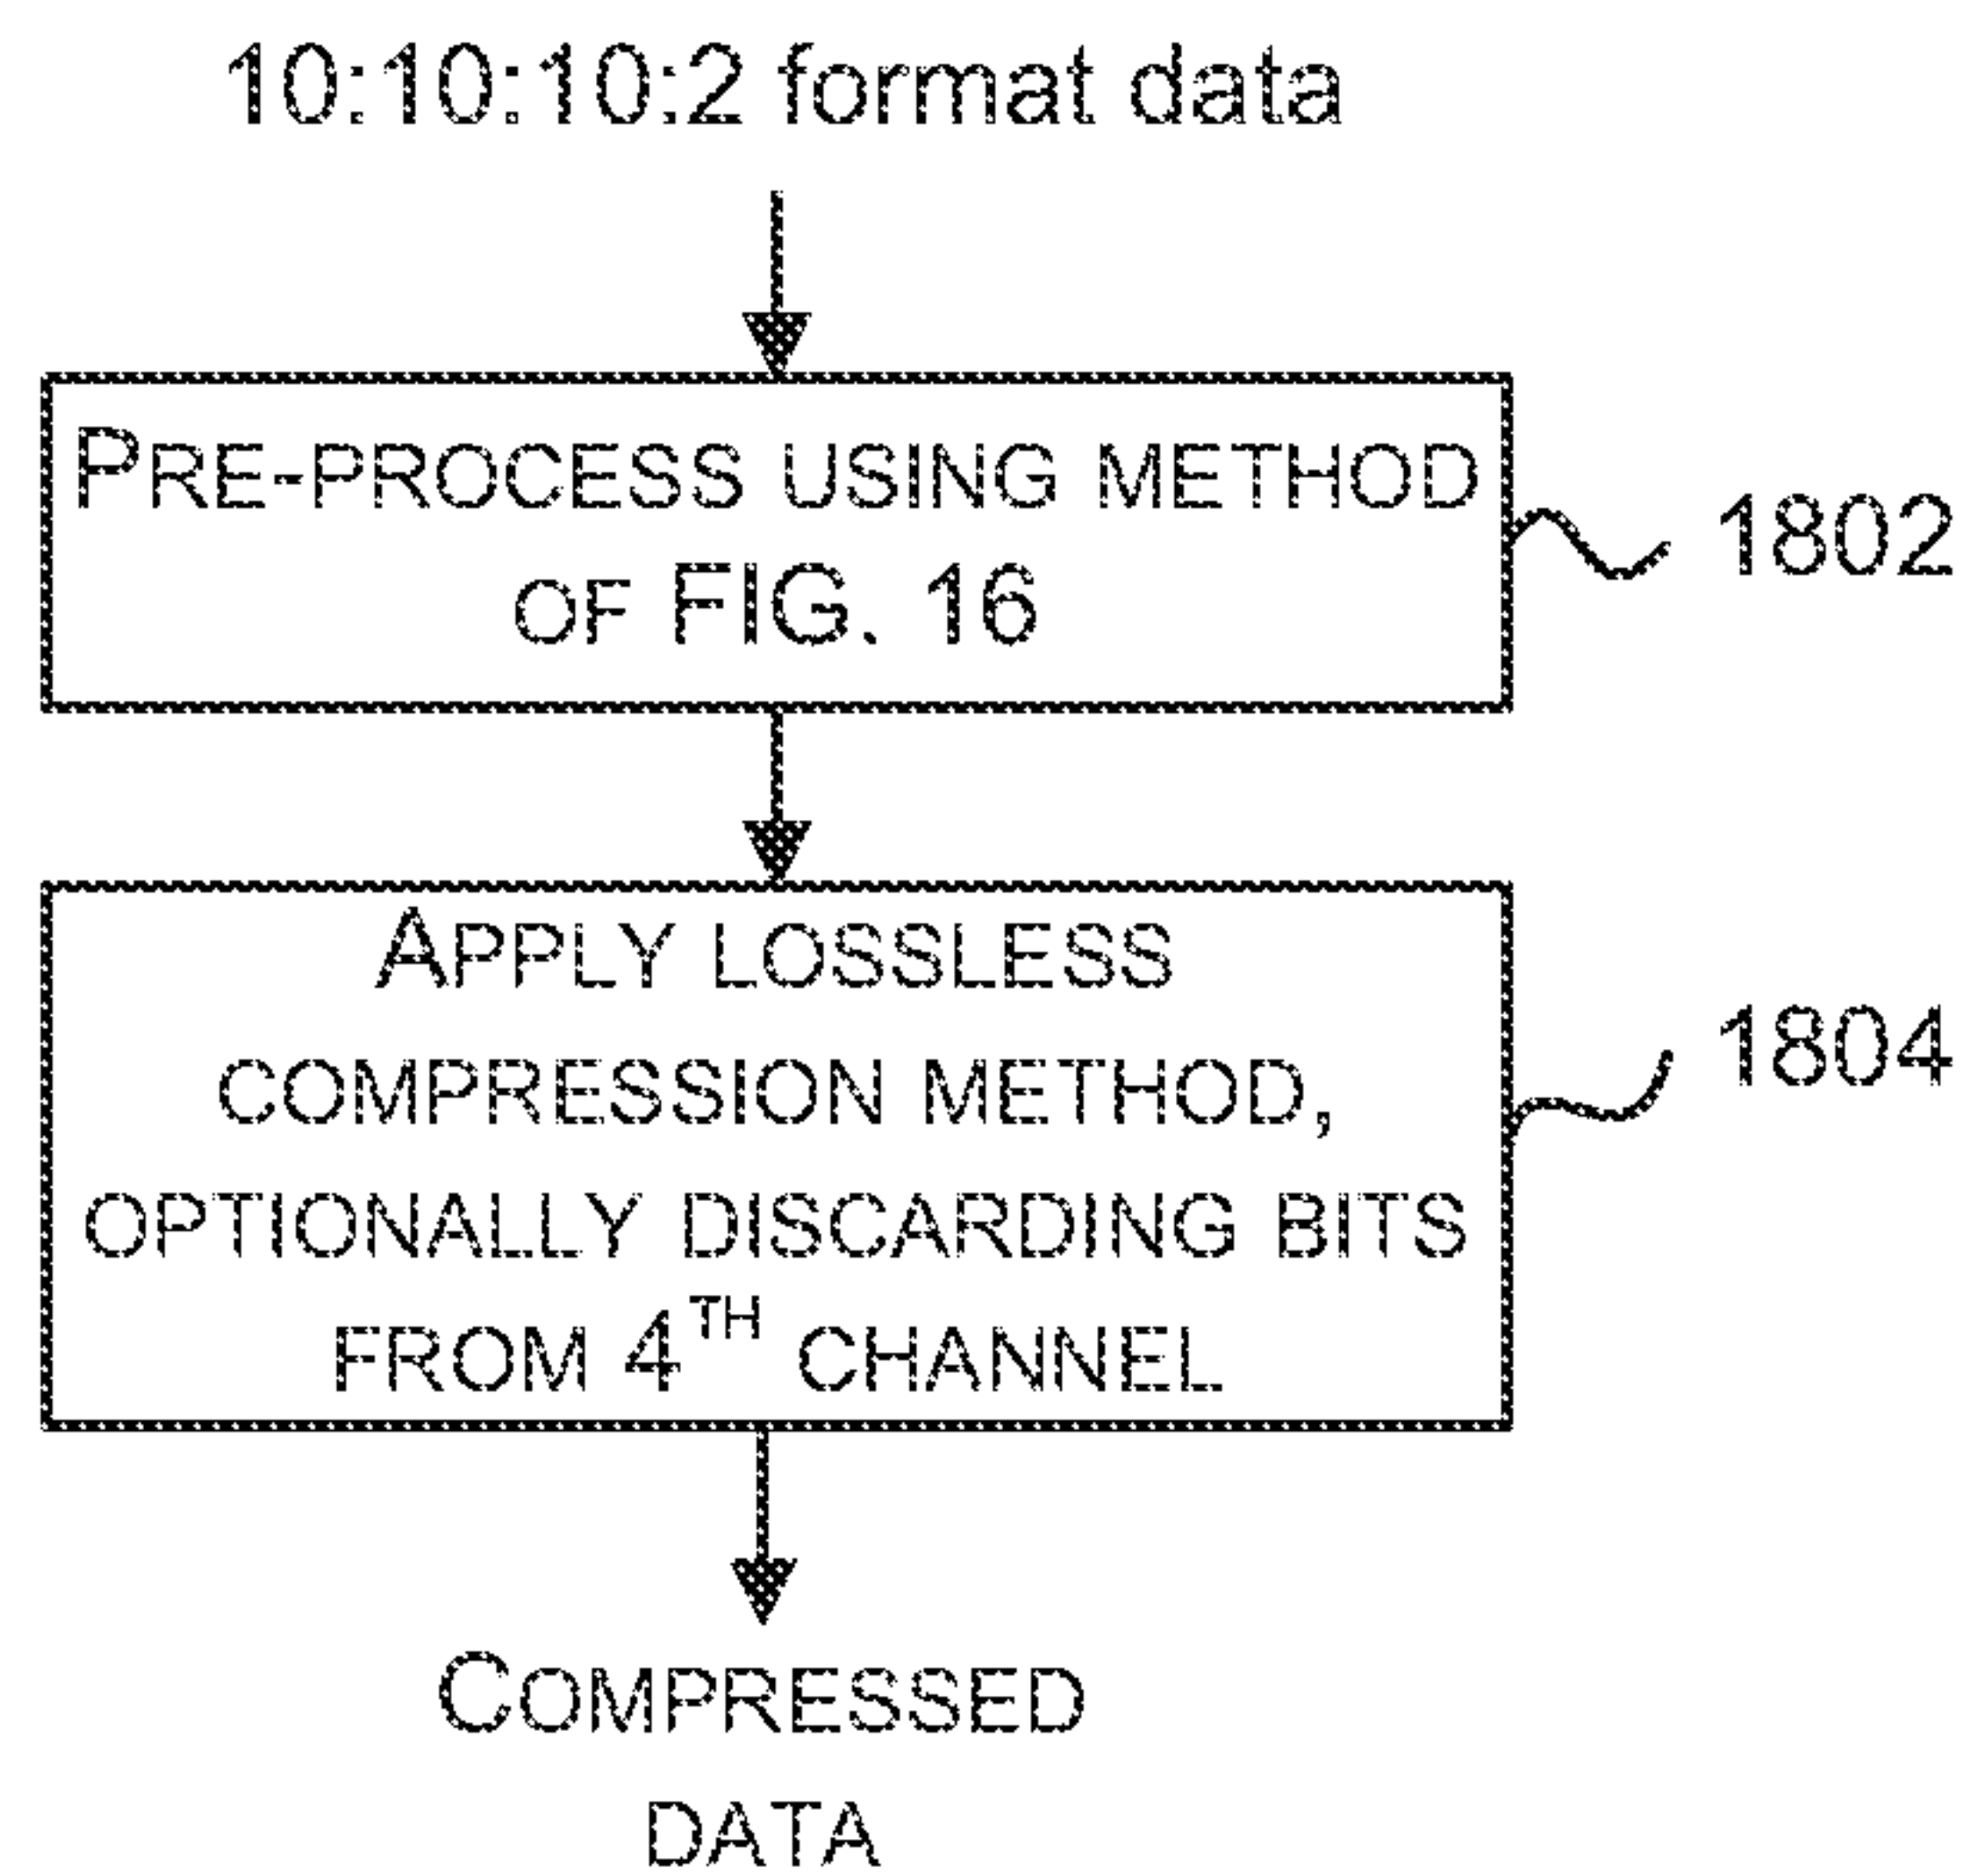 10:10:10:2 format data
PRE-PROCESS USING METHOD
OF FIG. 16
1802
APPLY LOSSLESS
COMPRESSION METHOD,
OPTIONALLY DISCARDING BITS
FROM 4TH CHANNEL
1804
COMPRESSED
DATA